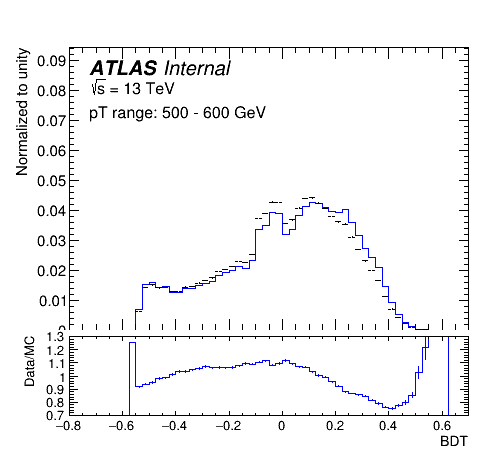 Normalized to unity
ATLAS Internal
√s = 13 TeV
pT range: 500 - 600 GeV
0.09
0.08
0.07
0.06
0.05
0.04
0.03
0.02
0.01
0
Data/MC
1.3
1.2
1.1
1
0.9
0.8
0.7
−0.8 −0.6 −0.4 −0.2 0 0.2 0.4 0.6
BDT